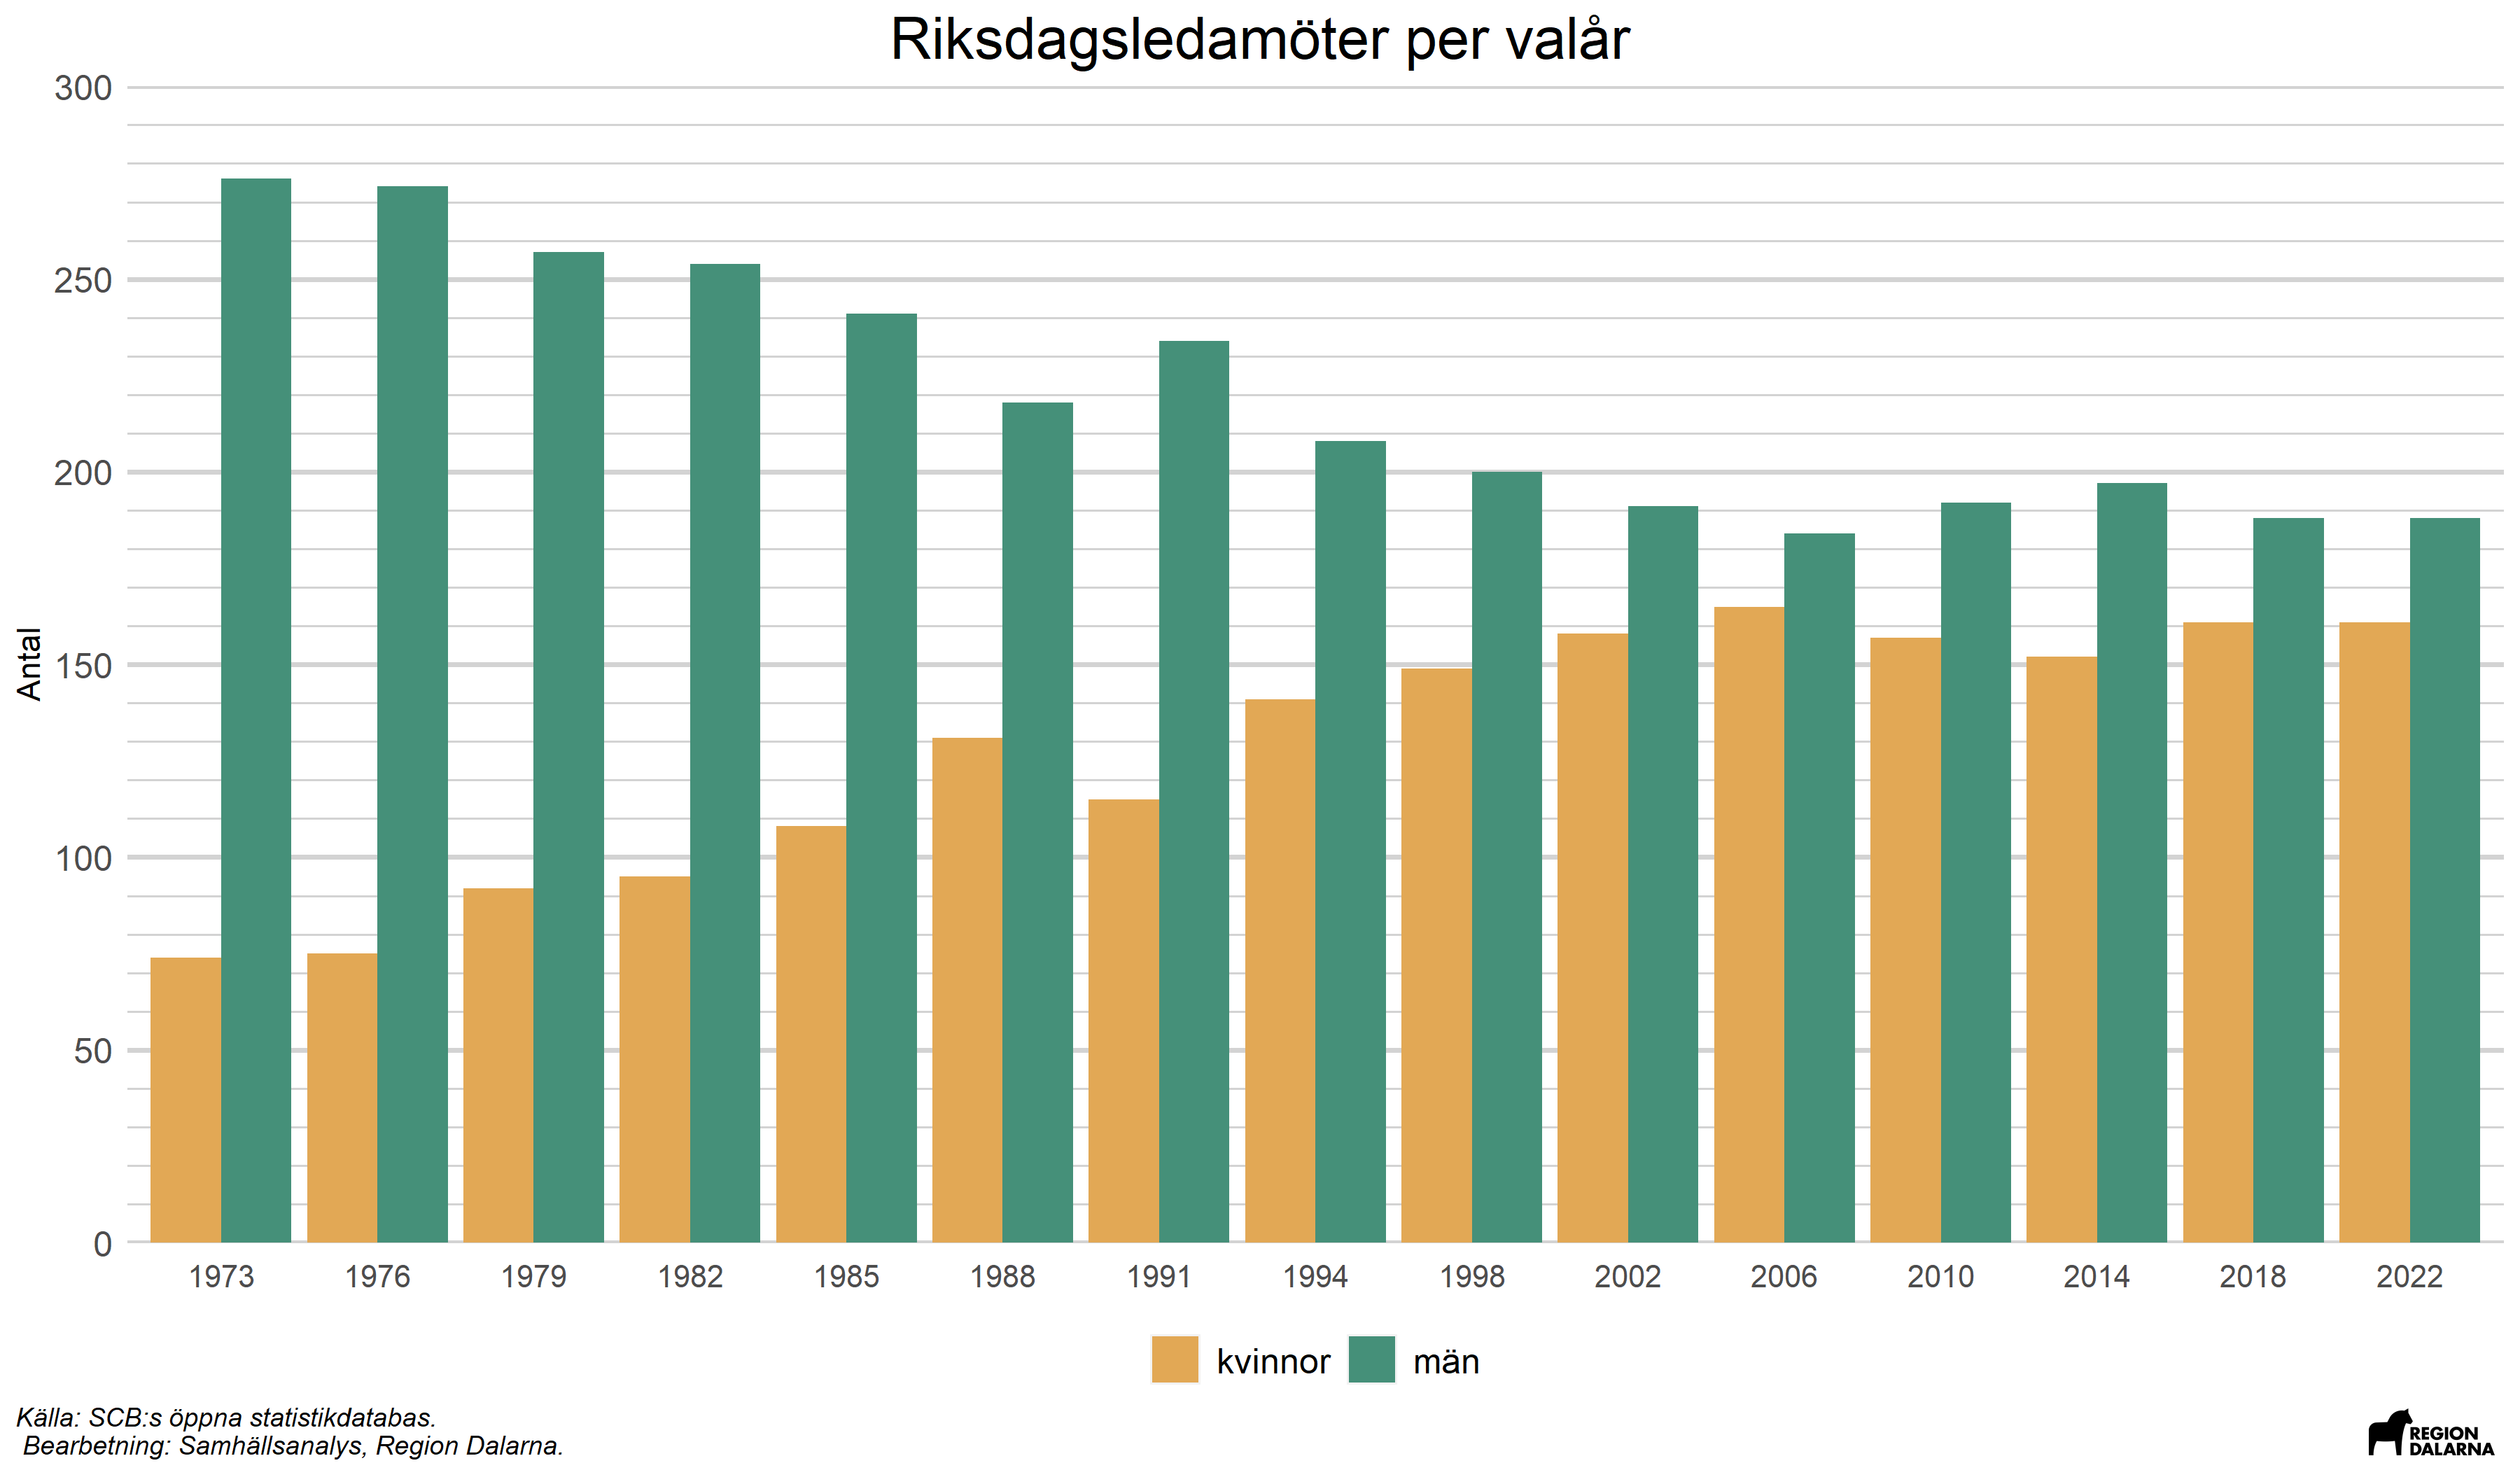 Riksdagsledamöter per valår
300
250
200
150
100
50
0
Antal
1973 1976 1979 1982 1985 1988 1991 1994 1998 2002 2006 2010 2014 2018 2022
kvinnor män
Källa: SCB:s öppna statistikdatabas.
Bearbetning: Samhällsanalys, Region Dalarna.
REGION
DALARNA